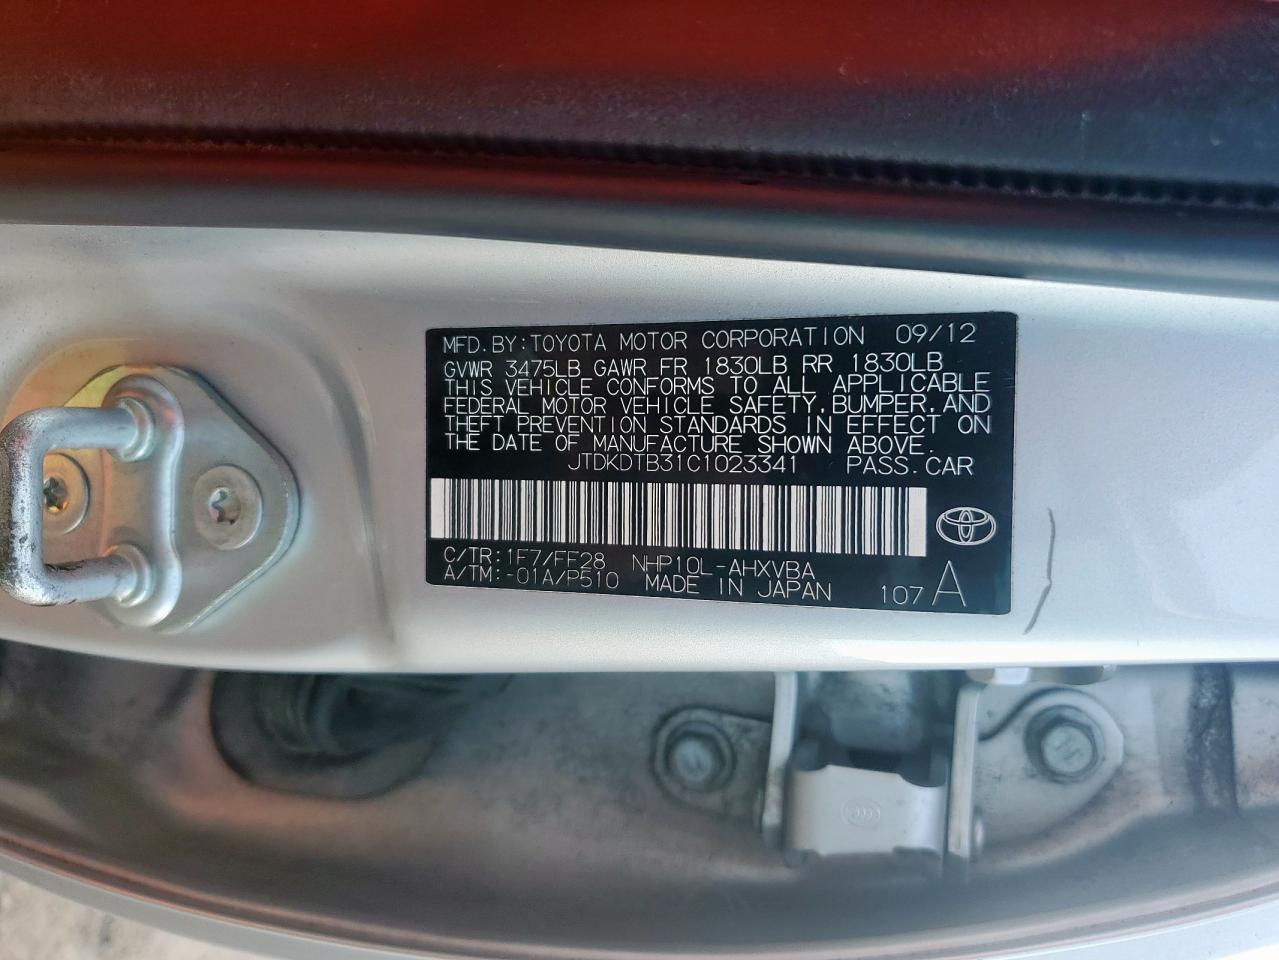 MFD.BY:TOYOTA MOTOR CORPORATION 09/12
GVWR 3475LB GAWR FR 1830LB RR 1830LB
THIS VEHICLE CONFORMS TO ALL APPLICABLE
FEDERAL MOTOR VEHICLE SAFETY,BUMPER,AND
THEFT PREVENTION STANDARDS IN EFFECT ON
THE DATE OF MANUFACTURE SHOWN ABOVE.
JTDKDTB31C1023341 PASS.CAR
C/TR:1F7/FF28 NHP10L-AHXVBA
A/TM:-01A/P510 MADE IN JAPAN 107 A